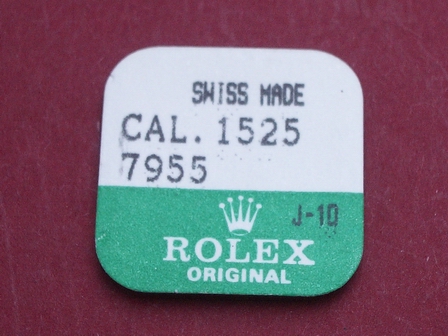 SWISS MADE
CAL. 1525
7955
J-10
ROLEX
ORIGINAL